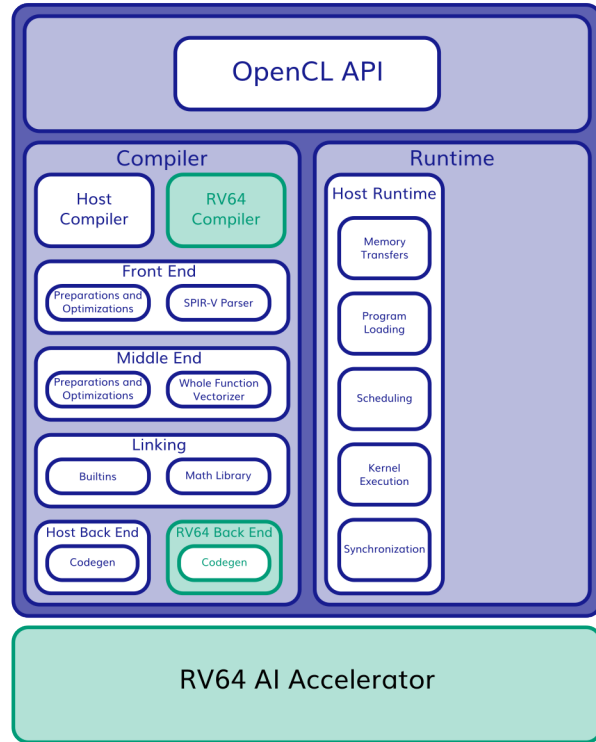 OpenCL API
Compiler
Host
Compiler
RV64
Compiler
Front End
Preparations and
Optimizations
SPIR-V Parser
Middle End
Preparations and
Optimizations
Whole Function
Vectorizer
Linking
Builtins
Math Library
Host Back End
Codegen
RV64 Back End
Codegen
Runtime
Host Runtime
Memory
Transfers
Program
Loading
Scheduling
Kernel
Execution
Synchronization
RV64 AI Accelerator